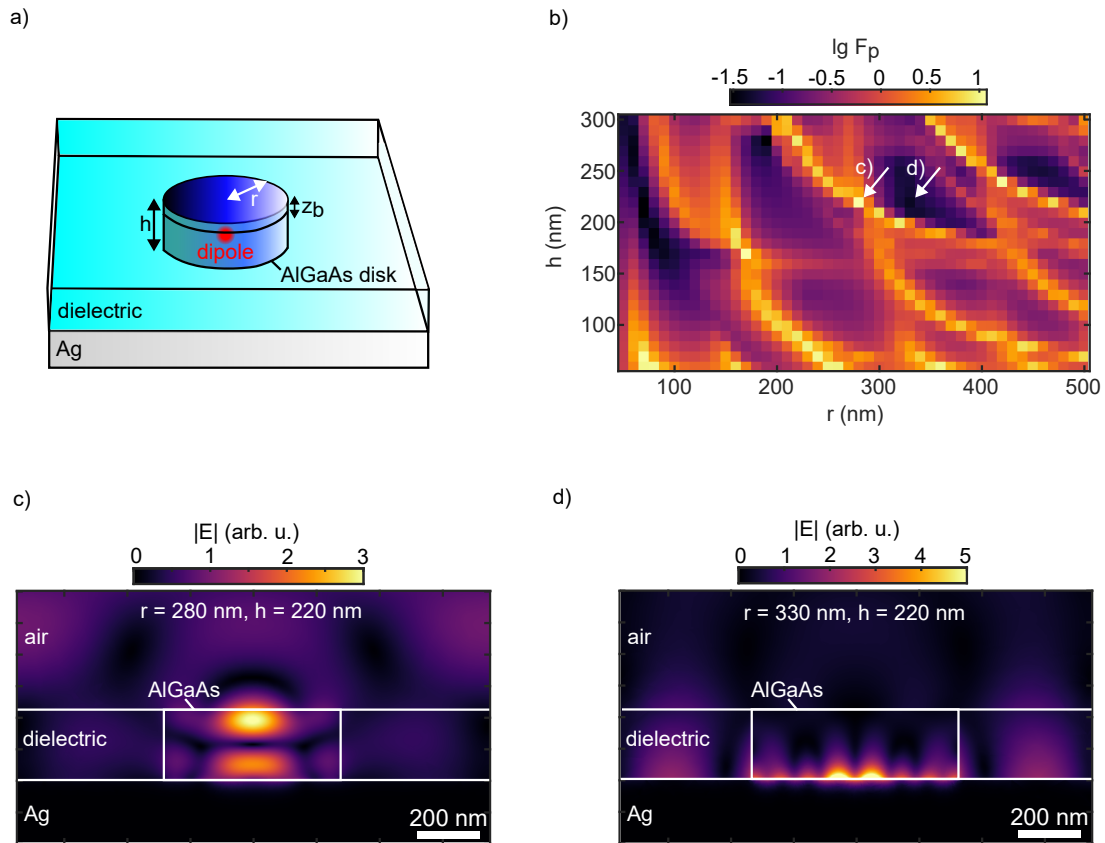 a)
h
r
z_b
dipole
AlGaAs disk
dielectric
Ag
b)
lg F_p
-1.5 -1 -0.5 0 0.5 1
300
250
200
150
100
h (nm)
c) d)
100 200 300 400 500
r (nm)
c)
|E| (arb. u.)
0 1 2 3
r = 280 nm, h = 220 nm
air
AlGaAs
dielectric
Ag
200 nm
d)
|E| (arb. u.)
0 1 2 3 4 5
r = 330 nm, h = 220 nm
air
AlGaAs
dielectric
Ag
200 nm